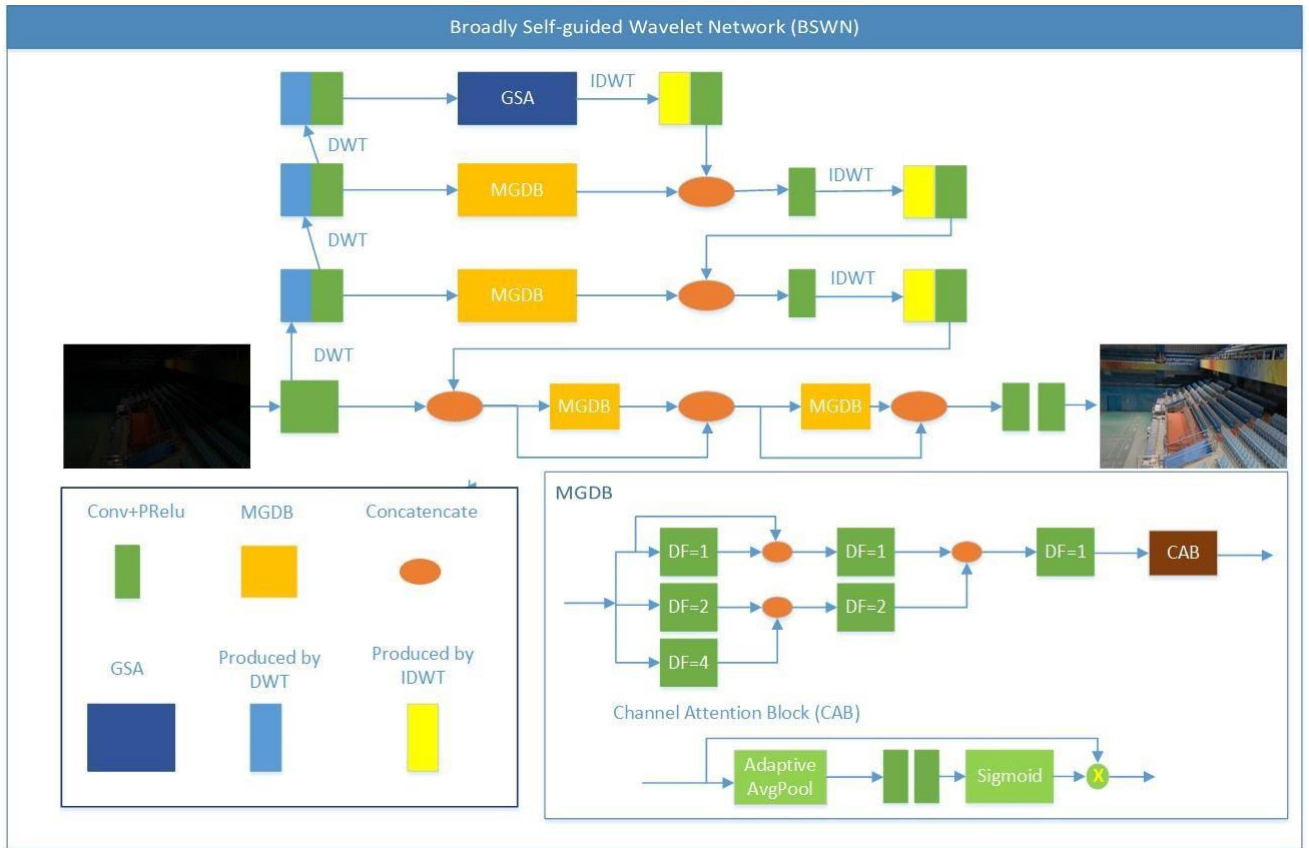 Broadly Self-guided Wavelet Network (BSWN)
GSA
IDWT
DWT
MGDB
IDWT
DWT
MGDB
IDWT
DWT
MGDB
MGDB
Conv+PRelu
MGDB
Concatencate
GSA
Produced by
DWT
Produced by
IDWT
MGDB
DF=1
DF=1
DF=1
CAB
DF=2
DF=2
DF=4
Channel Attention Block (CAB)
Adaptive
AvgPool
Sigmoid
X